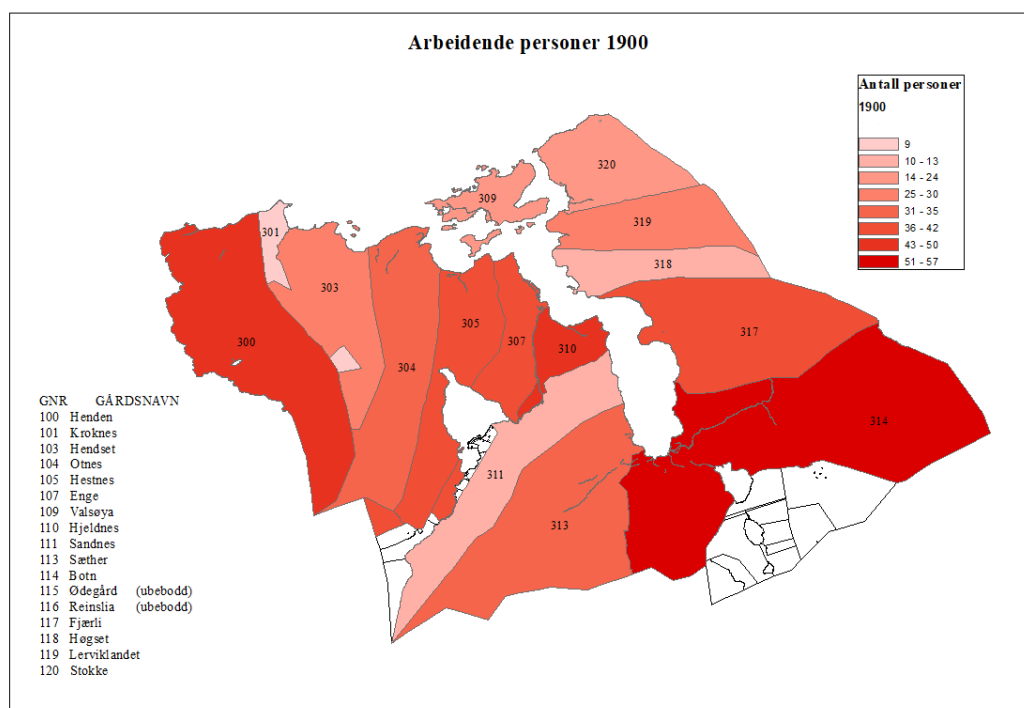 Arbeidende personer 1900
Antall personer
1900
9
10 - 13
14 - 24
25 - 30
31 - 35
36 - 42
43 - 50
51 - 57
320
309
319
301
318
303
305
317
300
307
310
304
314
311
313
GNR GÅRDSNAVN
100 Henden
101 Kroknes
103 Hendset
104 Otnes
105 Hestnes
107 Enge
109 Valsøya
110 Hjeldnes
111 Sandnes
113 Sæther
114 Botn
115 Ødegård (ubebodd)
116 Reinslia (ubebodd)
117 Fjærli
118 Høgset
119 Lerviklandet
120 Stokke